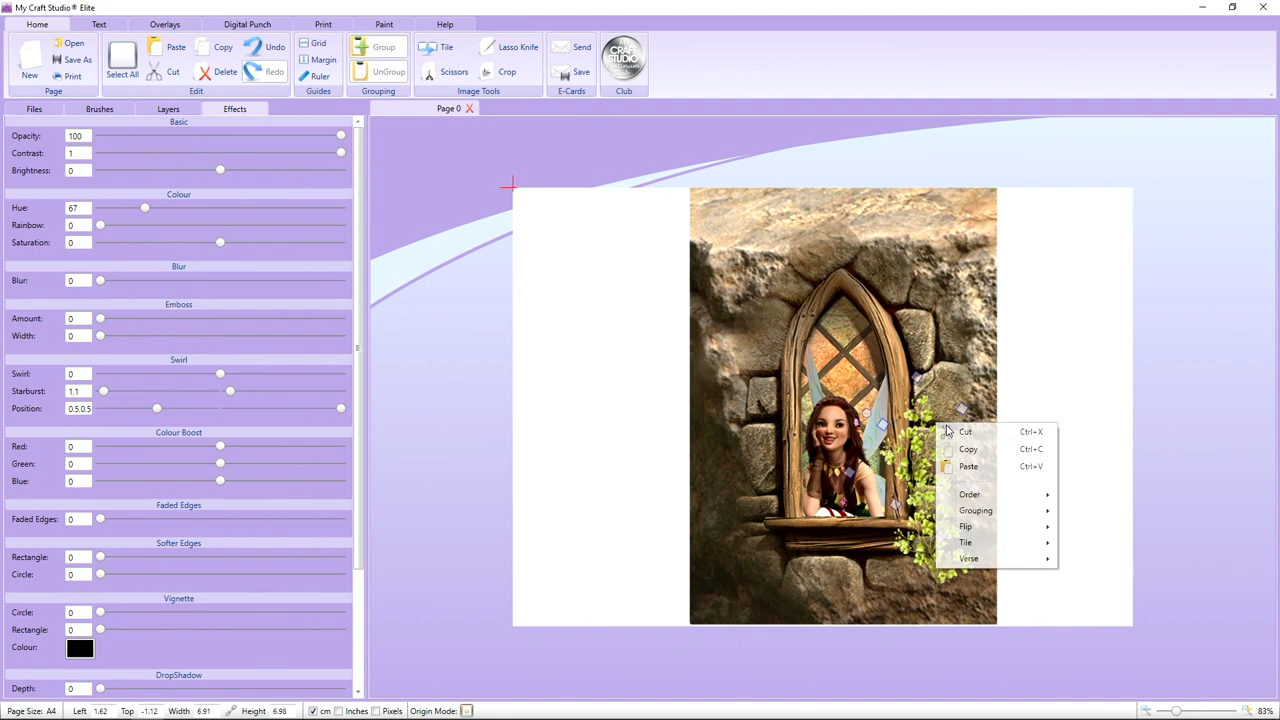 My Craft Studio® Elite
Home Text Overlays Digital Punch Print Paint Help
New Open Save As Print Page
Select All Paste Copy Undo Cut Delete Redo Edit
Grid Margin Ruler Guides
Group UnGroup Grouping
Tile Lasso Knife Scissors Crop Image Tools
Send Save E-Cards
CRAFT STUDIO Club
Files Brushes Layers Effects
Page 0
Basic
Opacity: 100
Contrast: 1
Brightness: 0
Colour
Hue: 67
Rainbow: 0
Saturation: 0
Blur
Blur: 0
Emboss
Amount: 0
Width: 0
Swirl
Swirl: 0
Starburst: 1,1
Position: 0.5,0.5
Colour Boost
Red: 0
Green: 0
Blue: 0
Faded Edges
Faded Edges: 0
Softer Edges
Rectangle: 0
Circle: 0
Vignette
Circle: 0
Rectangle: 0
Colour:
DropShadow
Depth: 0
Cut Ctrl+X
Copy Ctrl+C
Paste Ctrl+V
Order
Grouping
Flip
Tile
Verse
Page Size: A4 Left 1.62 Top -1.12 Width 6.91 Height 6.98 cm Inches Pixels Origin Mode: 83%